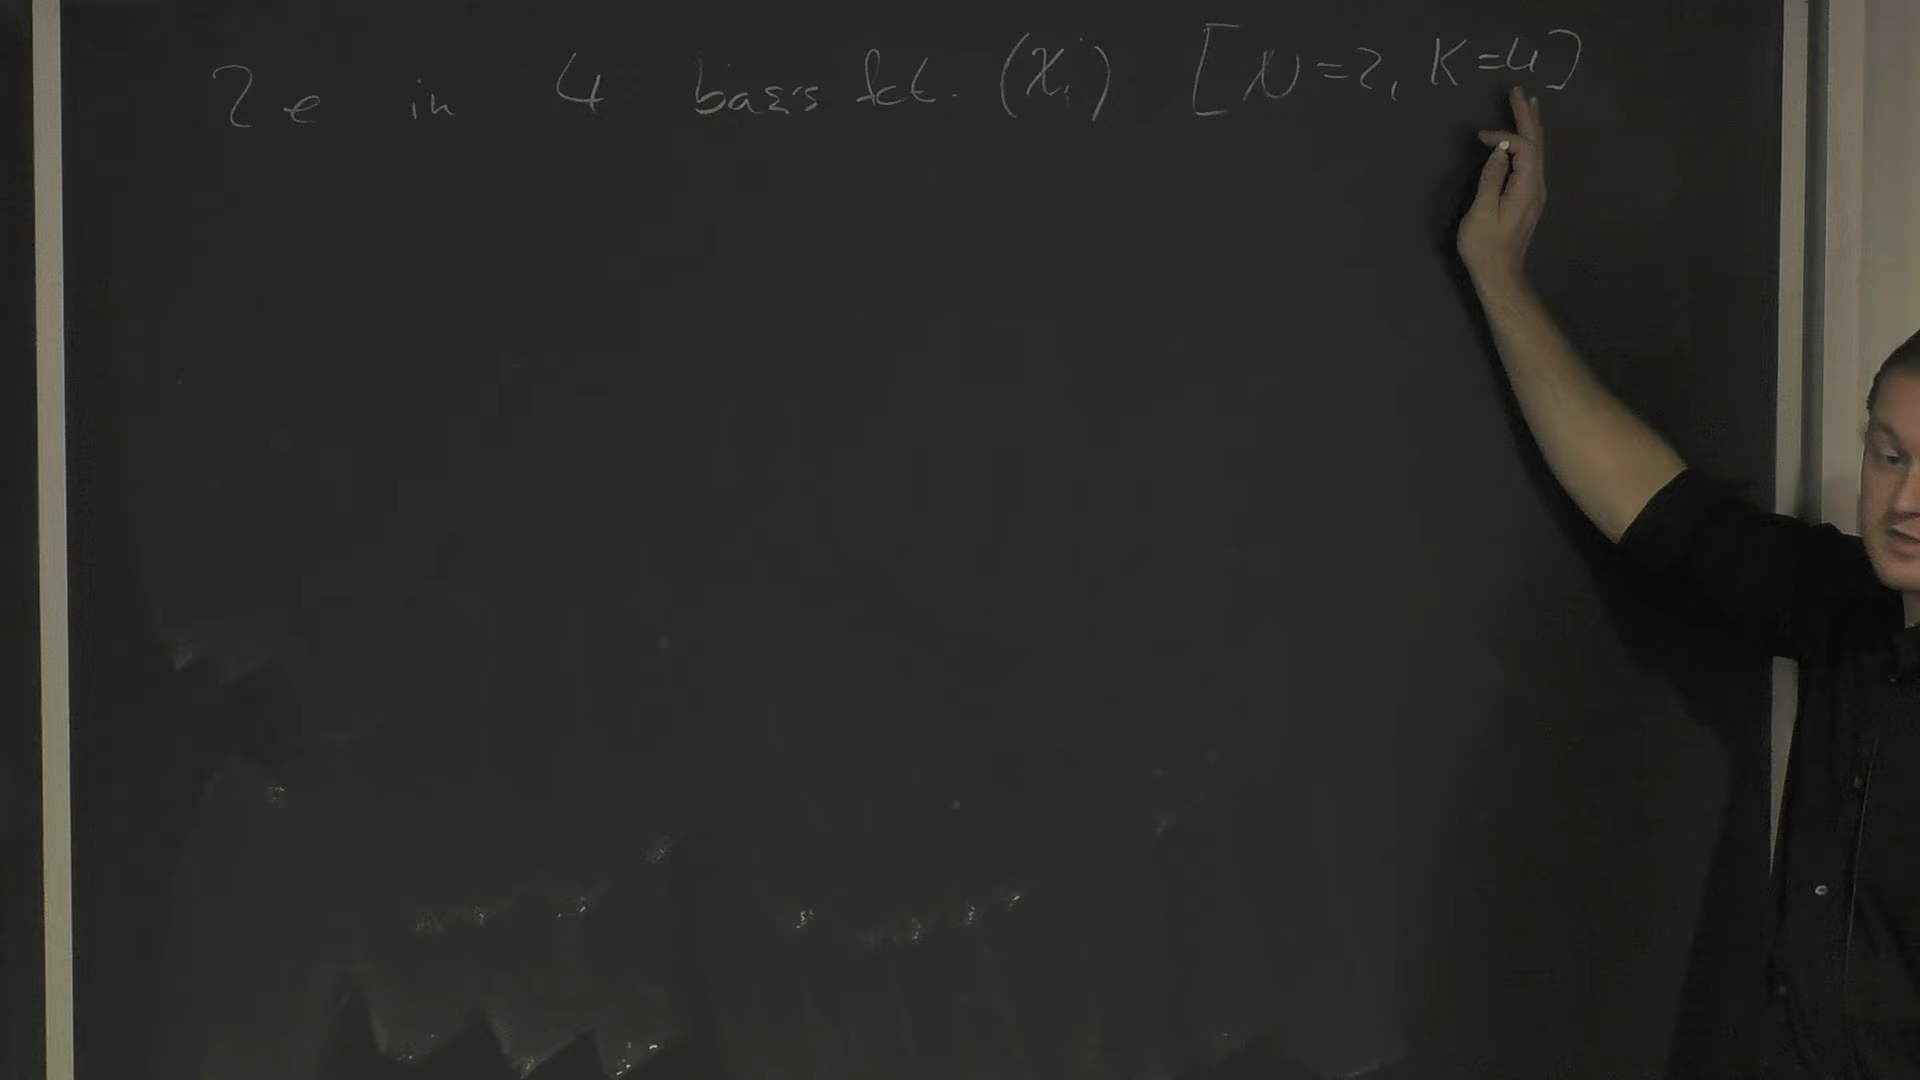 2e in 4 basis fct. (χᵢ) [N=2, K=4]